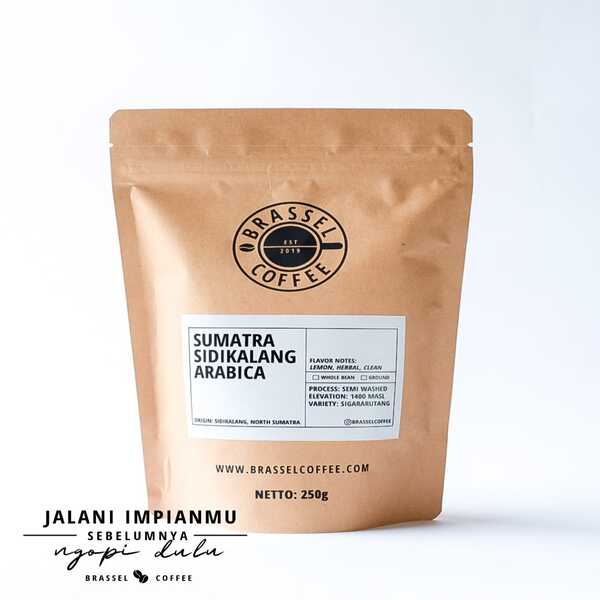 BRASSEL
EST
2019
COFFEE
SUMATRA
SIDIKALANG
ARABICA
ORIGIN: SIDIKALANG, NORTH SUMATRA
FLAVOR NOTES:
LEMON, HERBAL, CLEAN
WHOLE BEAN GROUND
PROCESS: SEMI WASHED
ELEVATION: 1400 MASL
VARIETY: SIGARARUTANG
@BRASSELCOFFEE
WWW.BRASSELCOFFEE.COM
NETTO: 250g
JALANI IMPIANMU
SEBELUMNYA
ngopi dulu
BRASSEL COFFEE